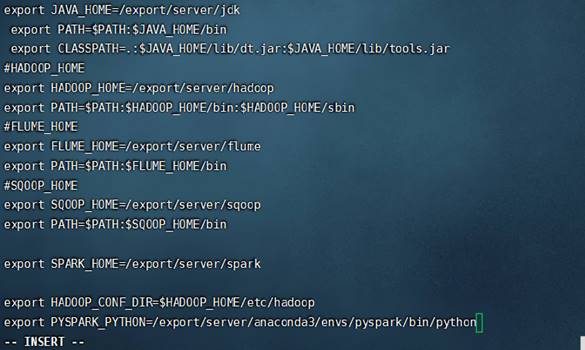 export JAVA_HOME=/export/server/jdk
export PATH=$PATH:$JAVA_HOME/bin
export CLASSPATH=.:$JAVA_HOME/lib/dt.jar:$JAVA_HOME/lib/tools.jar
#HADOOP_HOME
export HADOOP_HOME=/export/server/hadoop
export PATH=$PATH:$HADOOP_HOME/bin:$HADOOP_HOME/sbin
#FLUME_HOME
export FLUME_HOME=/export/server/flume
export PATH=$PATH:$FLUME_HOME/bin
#SQOOP_HOME
export SQOOP_HOME=/export/server/sqoop
export PATH=$PATH:$SQOOP_HOME/bin
export SPARK_HOME=/export/server/spark
export HADOOP_CONF_DIR=$HADOOP_HOME/etc/hadoop
export PYSPARK_PYTHON=/export/server/anaconda3/envs/pyspark/bin/python
-- INSERT --